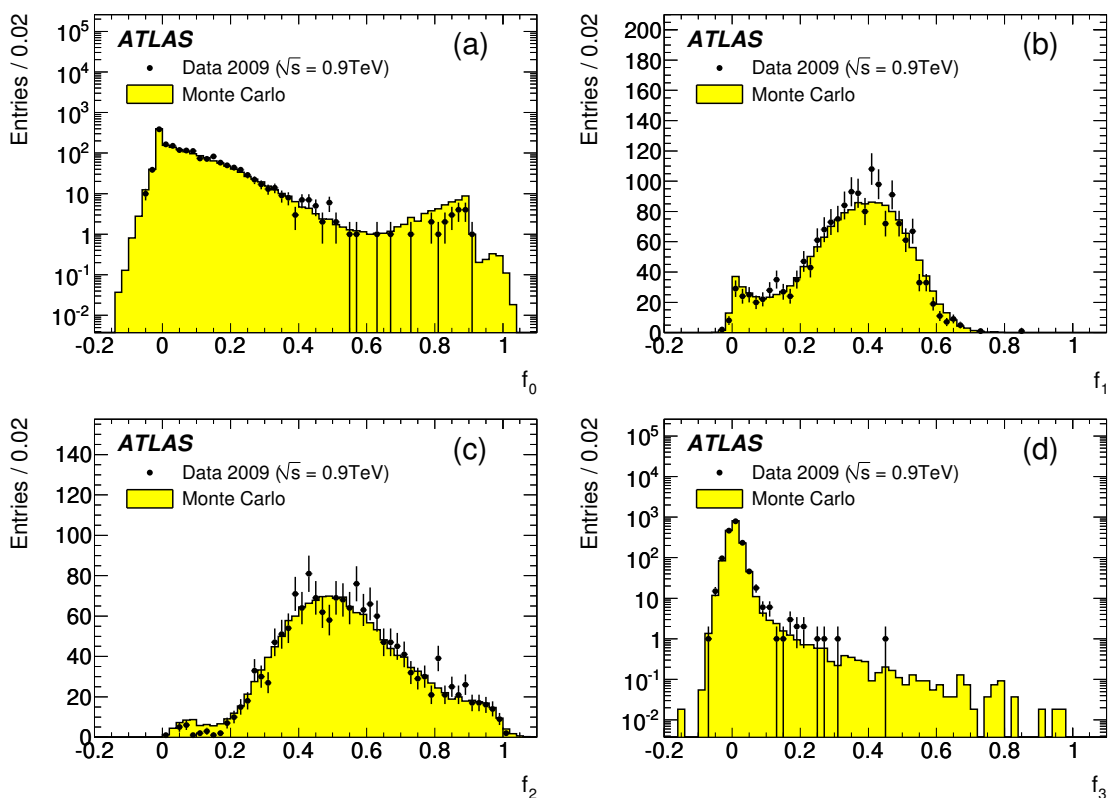 Entries / 0.02
ATLAS
(a)
Data 2009 (√s = 0.9TeV)
Monte Carlo
10^5
10^4
10^3
10^2
10
1
10^-1
10^-2
-0.2 0 0.2 0.4 0.6 0.8 1
f_0
Entries / 0.02
ATLAS
(b)
Data 2009 (√s = 0.9TeV)
Monte Carlo
200
180
160
140
120
100
80
60
40
20
0
-0.2 0 0.2 0.4 0.6 0.8 1
f_1
Entries / 0.02
ATLAS
(c)
Data 2009 (√s = 0.9TeV)
Monte Carlo
140
120
100
80
60
40
20
0
-0.2 0 0.2 0.4 0.6 0.8 1
f_2
Entries / 0.02
ATLAS
(d)
Data 2009 (√s = 0.9TeV)
Monte Carlo
10^5
10^4
10^3
10^2
10
1
10^-1
10^-2
-0.2 0 0.2 0.4 0.6 0.8 1
f_3